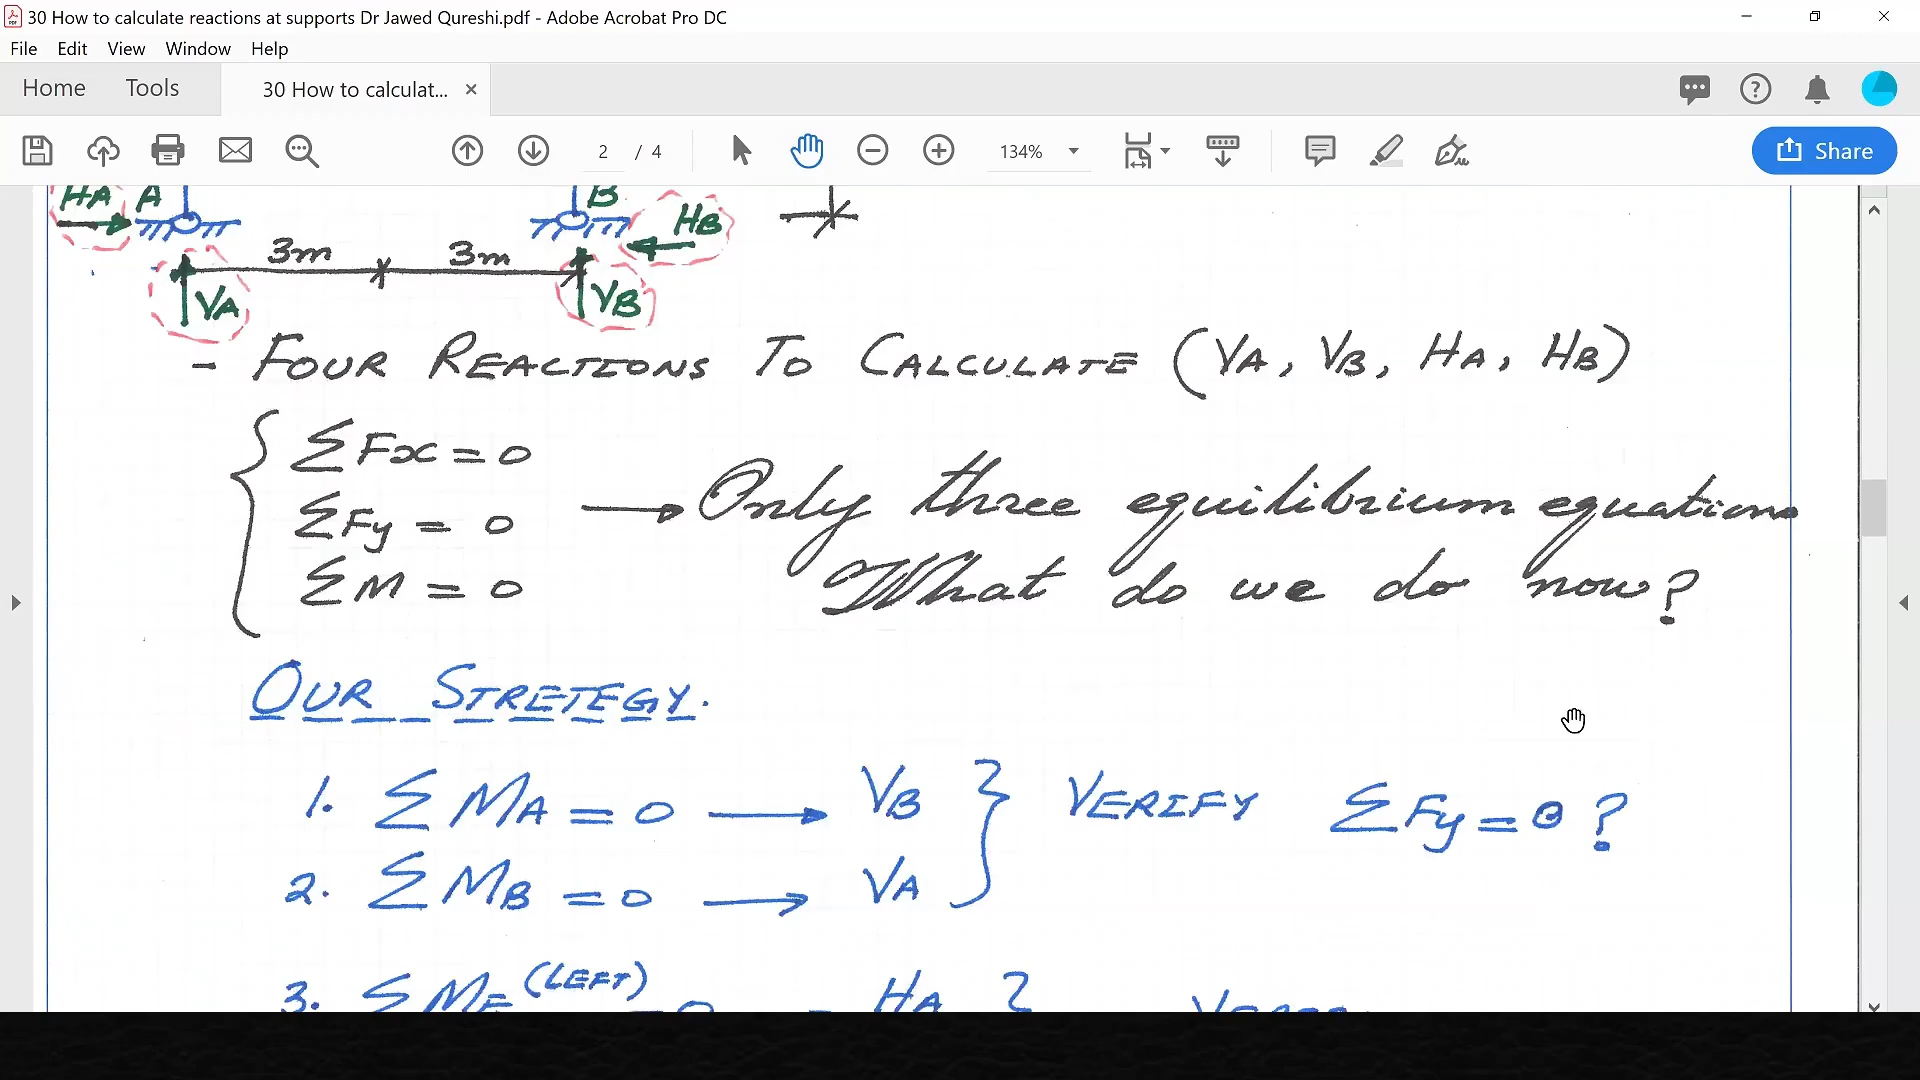 30 How to calculate reactions at supports Dr Jawed Qureshi.pdf - Adobe Acrobat Pro DC
File Edit View Window Help
Home Tools 30 How to calculat... ×
2 / 4 134% Share
HA A B HB
3m 3m
VA VB
- FOUR REACTIONS TO CALCULATE (VA, VB, HA, HB)
ΣFx = 0
ΣFy = 0
ΣM = 0
→ Only three equilibrium equations
What do we do now?
OUR STRETEGY.
1. ΣMA = 0 → VB
2. ΣMB = 0 → VA
} VERIFY ΣFy = 0 ?
3. (LEFT) HA